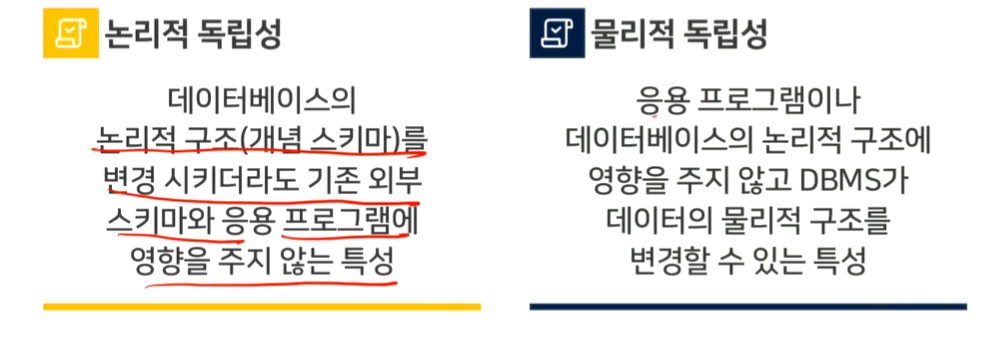 논리적 독립성
데이터베이스의
논리적 구조(개념 스키마)를
변경 시키더라도 기존 외부
스키마와 응용 프로그램에
영향을 주지 않는 특성
물리적 독립성
응용 프로그램이나
데이터베이스의 논리적 구조에
영향을 주지 않고 DBMS가
데이터의 물리적 구조를
변경할 수 있는 특성